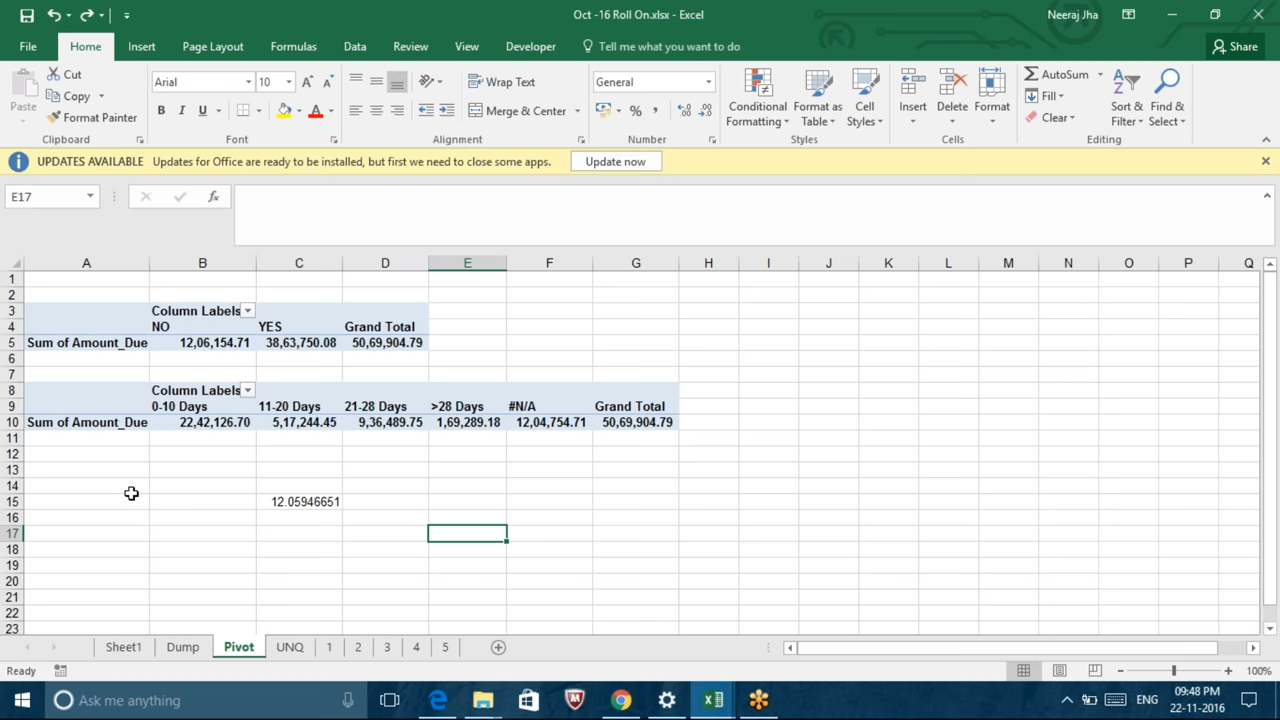 Oct -16 Roll On.xlsx - Excel
Neeraj Jha
File Home Insert Page Layout Formulas Data Review View Developer Tell me what you want to do Share
Cut
Copy
Format Painter
Paste
Clipboard
Arial 10
B I U
Font
Wrap Text
Merge & Center
Alignment
General
%
Number
Conditional Formatting
Format as Table
Cell Styles
Styles
Insert Delete Format
Cells
AutoSum
Fill
Clear
Sort & Filter
Find & Select
Editing
UPDATES AVAILABLE Updates for Office are ready to be installed, but first we need to close some apps. Update now
E17 fx
A B C D E F G H I J K L M N O P Q
1
2
3 Column Labels
4 NO YES Grand Total
5 Sum of Amount_Due 12,06,154.71 38,63,750.08 50,69,904.79
6
7
8 Column Labels
9 0-10 Days 11-20 Days 21-28 Days >28 Days #N/A Grand Total
10 Sum of Amount_Due 22,42,126.70 5,17,244.45 9,36,489.75 1,69,289.18 12,04,754.71 50,69,904.79
11
12
13
14
15 12.05946651
16
17
18
19
20
21
22
23
Sheet1 Dump Pivot UNQ 1 2 3 4 5
Ready 100%
Ask me anything ENG 09:48 PM
22-11-2016